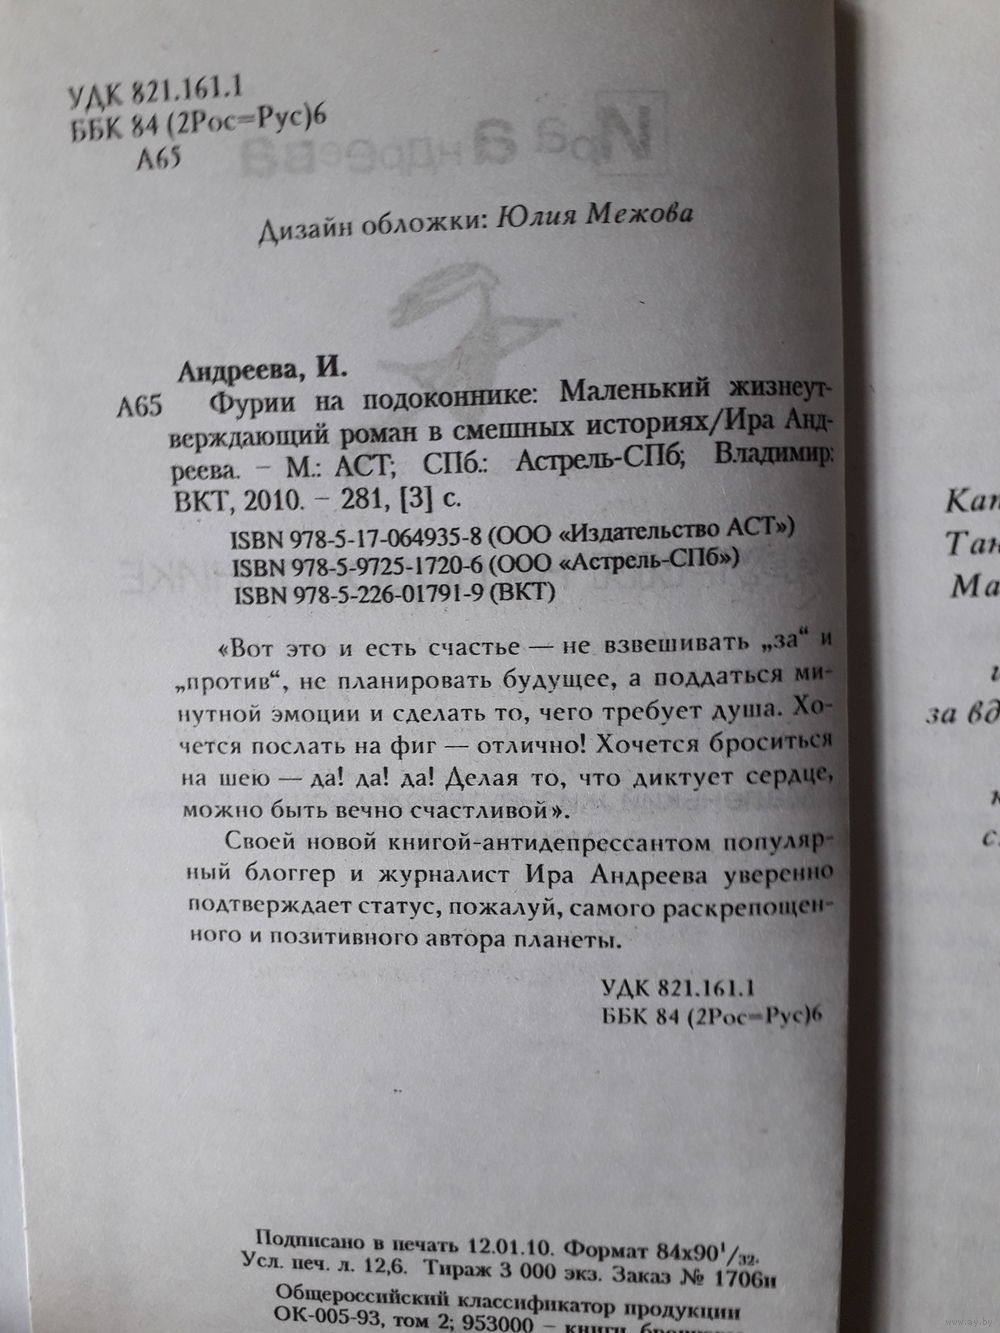 УДК 821.161.1
ББК 84 (2Рос=Рус)6
А65
Дизайн обложки: Юлия Межова
Андреева, И.
А65 Фурии на подоконнике: Маленький жизнеут-
верждающий роман в смешных историях/Ира Анд-
реева. – М.: АСТ; СПб.: Астрель-СПб; Владимир:
ВКТ, 2010. – 281, [3] с.
ISBN 978-5-17-064935-8 (ООО «Издательство АСТ»)
ISBN 978-5-9725-1720-6 (ООО «Астрель-СПб»)
ISBN 978-5-226-01791-9 (ВКТ)
«Вот это и есть счастье — не взвешивать „за“ и
„против“, не планировать будущее, а поддаться ми-
нутной эмоции и сделать то, чего требует душа. Хо-
чется послать на фиг — отлично! Хочется броситься
на шею — да! да! да! Делая то, что диктует сердце,
можно быть вечно счастливой».
Своей новой книгой-антидепрессантом популяр-
ный блоггер и журналист Ира Андреева уверенно
подтверждает статус, пожалуй, самого раскрепощен-
ного и позитивного автора планеты.
УДК 821.161.1
ББК 84 (2Рос=Рус)6
Подписано в печать 12.01.10. Формат 84х90¹/₃₂.
Усл. печ. л. 12,6. Тираж 3 000 экз. Заказ № 1706и
Общероссийский классификатор продукции
ОК-005-93, том 2; 953000 – книги,
Кап
Тан
Ма
за вд
www.ay.by